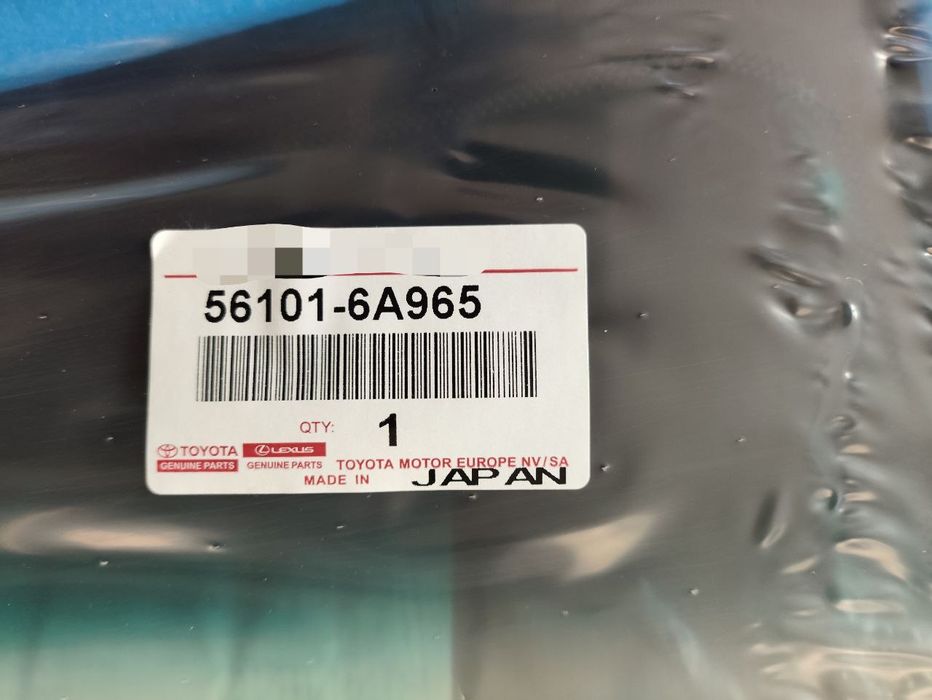 56101-6A965
QTY: 1
TOYOTA LEXUS
GENUINE PARTS GENUINE PARTS TOYOTA MOTOR EUROPE NV/SA
MADE IN JAPAN